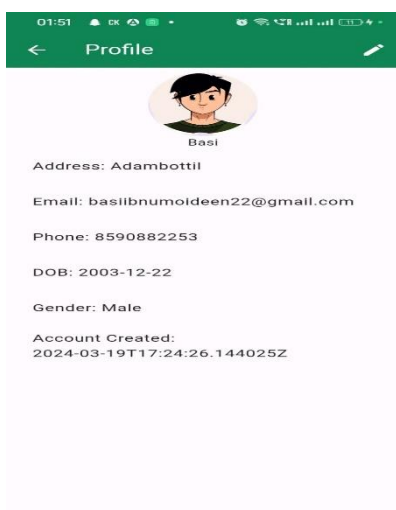 01:51 CK
Profile
Basi
Address: Adambottil
Email: basiibnumoideen22@gmail.com
Phone: 8590882253
DOB: 2003-12-22
Gender: Male
Account Created:
2024-03-19T17:24:26.144025Z